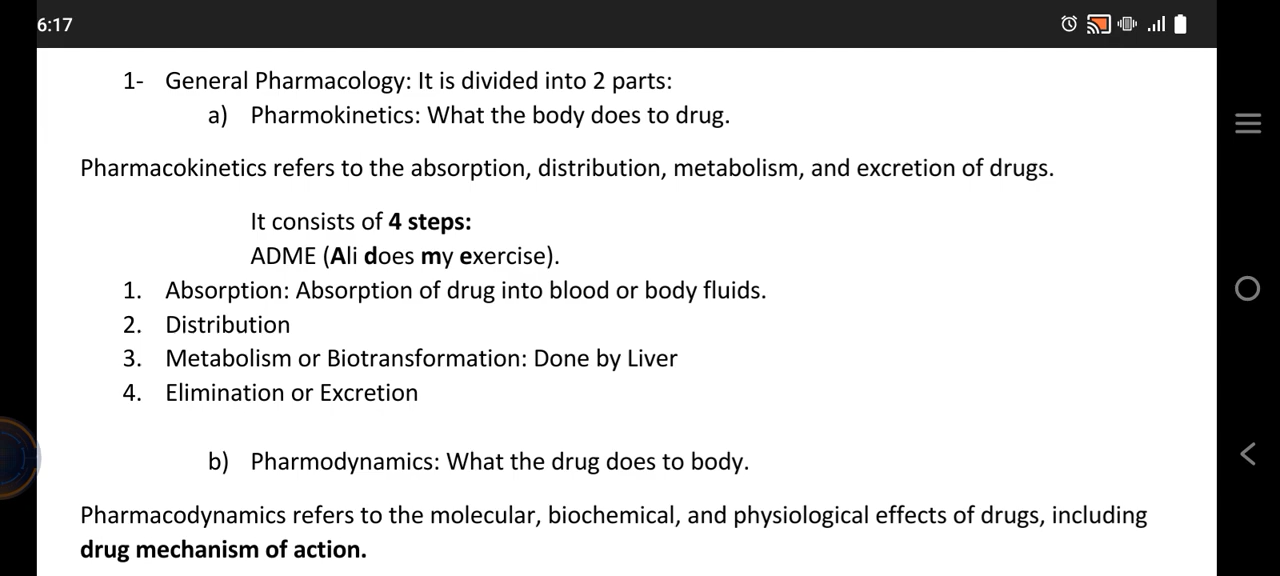 6:17
1- General Pharmacology: It is divided into 2 parts:
a) Pharmokinetics: What the body does to drug.
Pharmacokinetics refers to the absorption, distribution, metabolism, and excretion of drugs.
It consists of 4 steps:
ADME (Ali does my exercise).
1. Absorption: Absorption of drug into blood or body fluids.
2. Distribution
3. Metabolism or Biotransformation: Done by Liver
4. Elimination or Excretion
b) Pharmodynamics: What the drug does to body.
Pharmacodynamics refers to the molecular, biochemical, and physiological effects of drugs, including
drug mechanism of action.